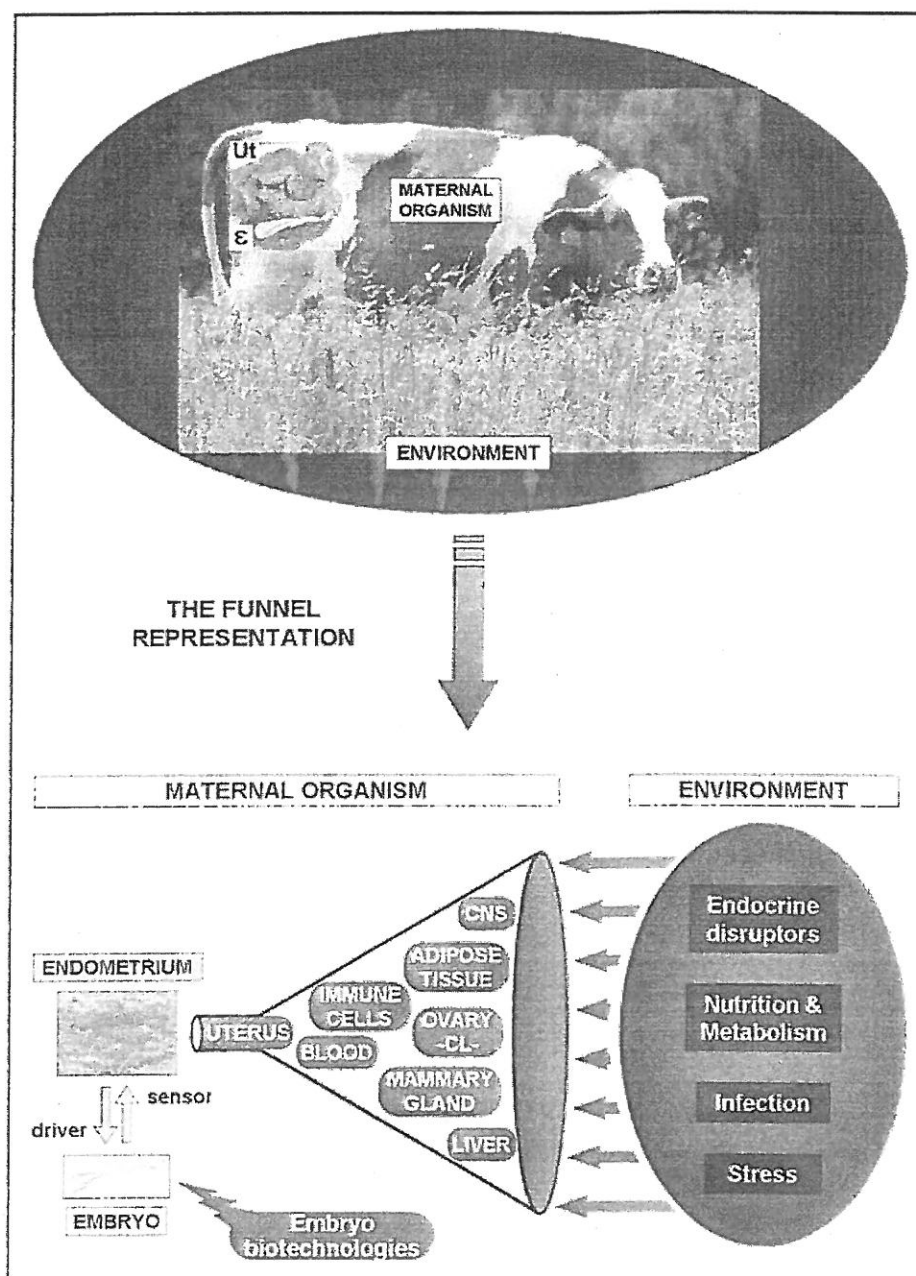 Ut
ε
MATERNAL
ORGANISM
ENVIRONMENT
THE FUNNEL
REPRESENTATION
MATERNAL ORGANISM
ENVIRONMENT
CNS
ADIPOSE
TISSUE
IMMUNE
CELLS
UTERUS
BLOOD
OVARY
-CL-
MAMMARY
GLAND
LIVER
ENDOMETRIUM
sensor
driver
EMBRYO
Embryo
biotechnologies
Endocrine
disruptors
Nutrition &
Metabolism
Infection
Stress